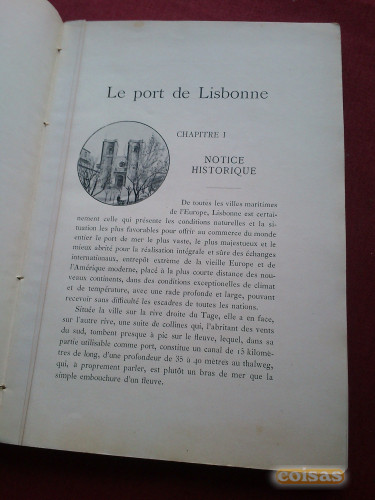 Le port de Lisbonne
CHAPITRE I
NOTICE
HISTORIQUE
De toutes les villes maritimes
de l'Europe, Lisbonne est certai-
nement celle qui présente les conditions naturelles et la si-
tuation les plus favorables pour offrir au commerce du monde
entier le port de mer le plus vaste, le plus majestueux et le
mieux abrité pour la réalisation intégrale et sûre des échanges
internationaux, entrepôt extrême de la vieille Europe et de
l'Amérique moderne, placé à la plus courte distance des nou-
veaux continents, dans des conditions exceptionelles de climat
et de température, avec une rade profonde et large, pouvant
recevoir sans difficulté les escadres de toutes les nations.
Située la ville sur la rive droite du Tage, elle a en face,
sur l'autre rive, une suite de collines qui, l'abritant des vents
du sud, tombent presque à pic sur le fleuve, lequel, dans su
partie utilisable comme port, constitue un canal de 15 kilomè-
tres de long, d'une profondeur de 35 à 40 mètres au thalweg,
qui, à proprement parler, est plutôt un bras de mer que la
simple embouchure d'un fleuve.
coisas